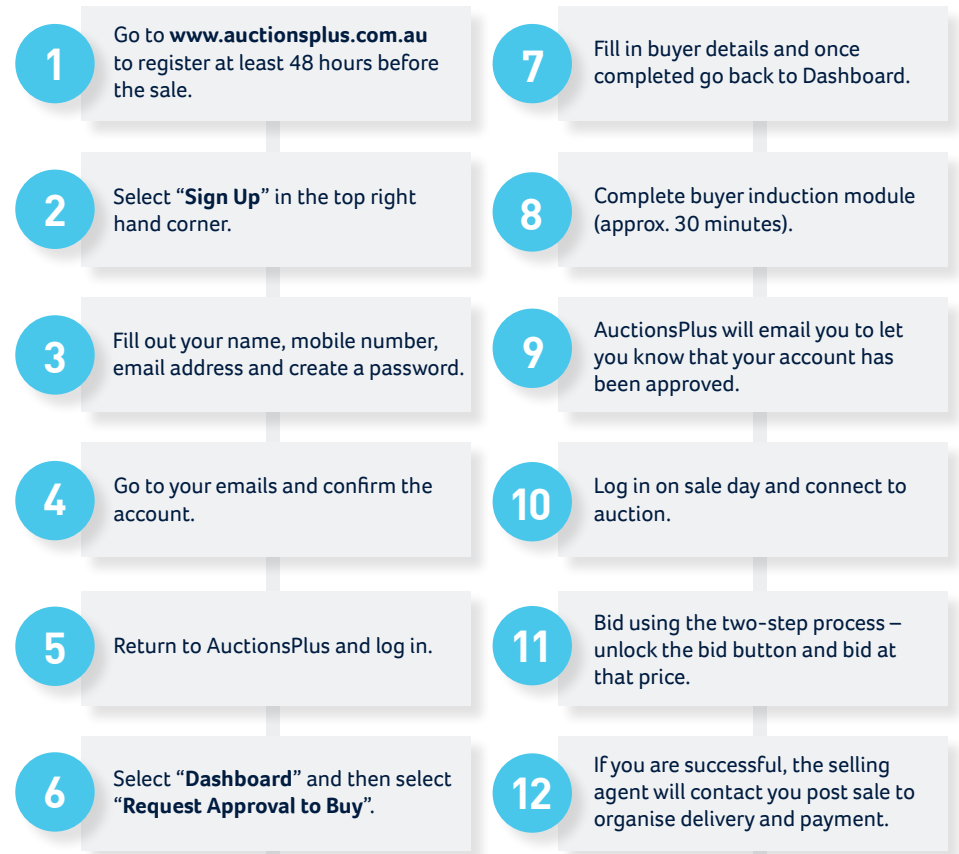 1
Go to www.auctionsplus.com.au
to register at least 48 hours before
the sale.
2
Select “Sign Up” in the top right
hand corner.
3
Fill out your name, mobile number,
email address and create a password.
4
Go to your emails and confirm the
account.
5
Return to AuctionsPlus and log in.
6
Select “Dashboard” and then select
“Request Approval to Buy”.
7
Fill in buyer details and once
completed go back to Dashboard.
8
Complete buyer induction module
(approx. 30 minutes).
9
AuctionsPlus will email you to let
you know that your account has
been approved.
10
Log in on sale day and connect to
auction.
11
Bid using the two-step process –
unlock the bid button and bid at
that price.
12
If you are successful, the selling
agent will contact you post sale to
organise delivery and payment.